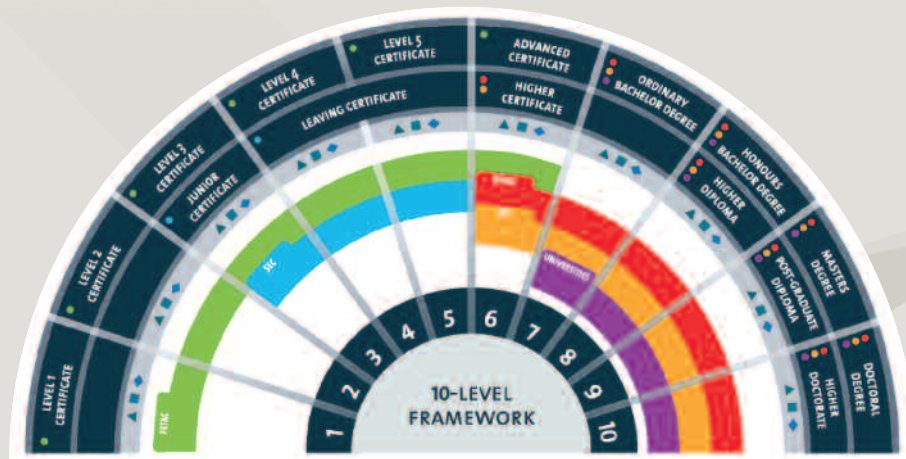 LEVEL 1
CERTIFICATE
LEVEL 2
CERTIFICATE
LEVEL 3
CERTIFICATE
LEVEL 4
CERTIFICATE
LEVEL 5
CERTIFICATE
ADVANCED
CERTIFICATE
ORDINARY
BACHELOR DEGREE
HONOURS
BACHELOR DEGREE
MASTERS
DEGREE
DOCTORAL
DEGREE
JUNIOR
CERTIFICATE
LEAVING CERTIFICATE
HIGHER
CERTIFICATE
HIGHER
DIPLOMA
POST-GRADUATE
DIPLOMA
HIGHER
DOCTORATE
FETAC
SEC
UNIVERSITIES
1
2
3
4
5
6
7
8
9
10
10-LEVEL
FRAMEWORK